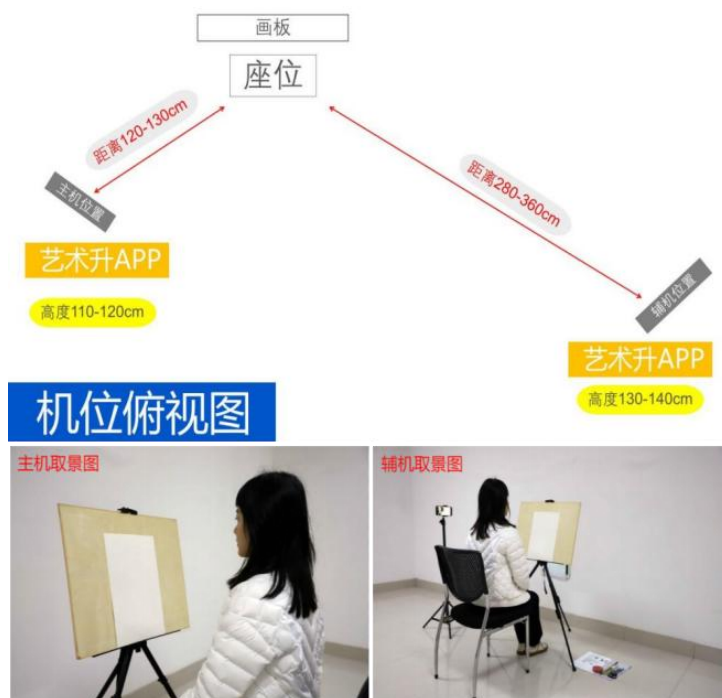 画板
座位
距离120-130cm
距离280-360cm
主机位置
艺术升APP
高度110-120cm
辅机位置
艺术升APP
高度130-140cm
机位俯视图
主机取景图
辅机取景图